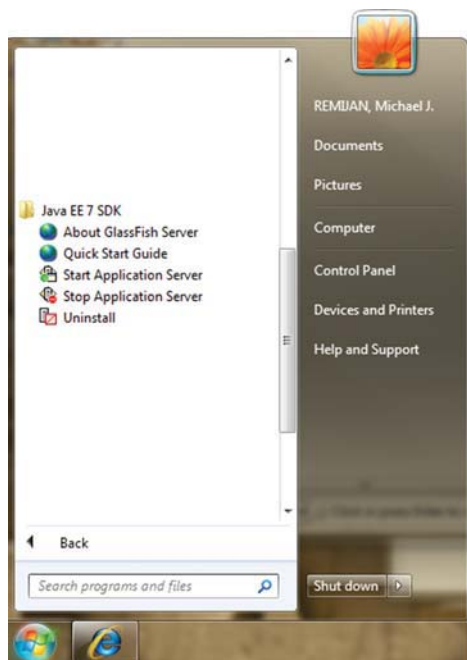 Java EE 7 SDK
About GlassFish Server
Quick Start Guide
Start Application Server
Stop Application Server
Uninstall
Back
Search programs and files
REMIJAN, Michael J.
Documents
Pictures
Computer
Control Panel
Devices and Printers
Help and Support
Shut down